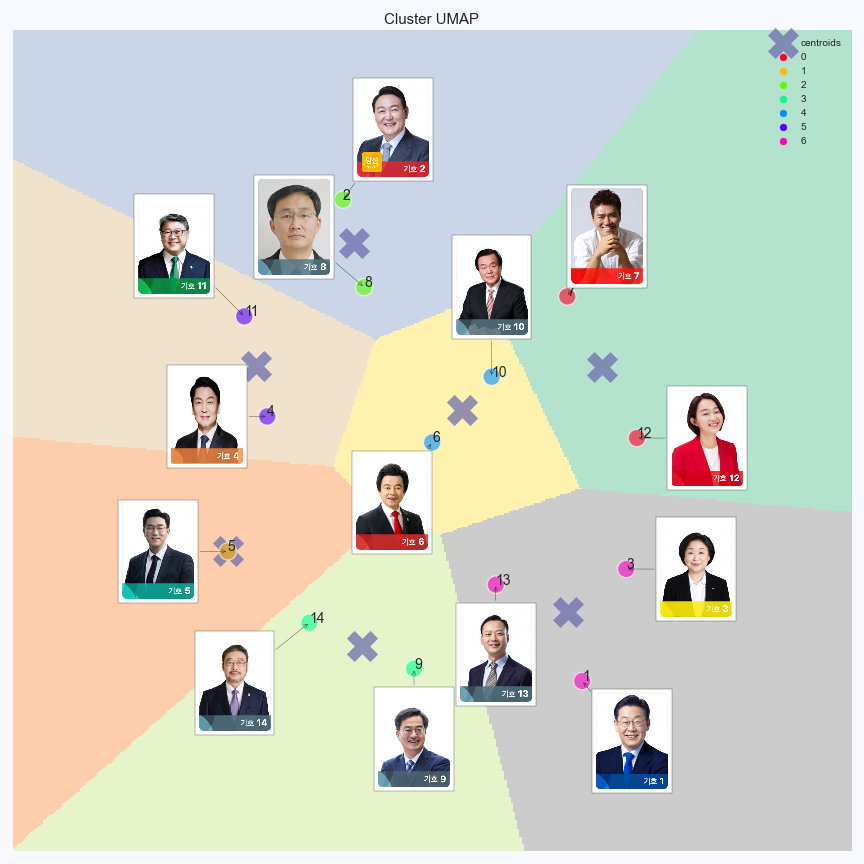 Cluster UMAP
centroids
0
1
2
3
4
5
6
당선
기호 2
2
기호 8
8
기호 7
7
기호 11
11
기호 10
10
기호 4
4
6
기호 6
12
기호 12
기호 5
5
3
기호 3
13
기호 13
14
기호 14
9
기호 9
1
기호 1